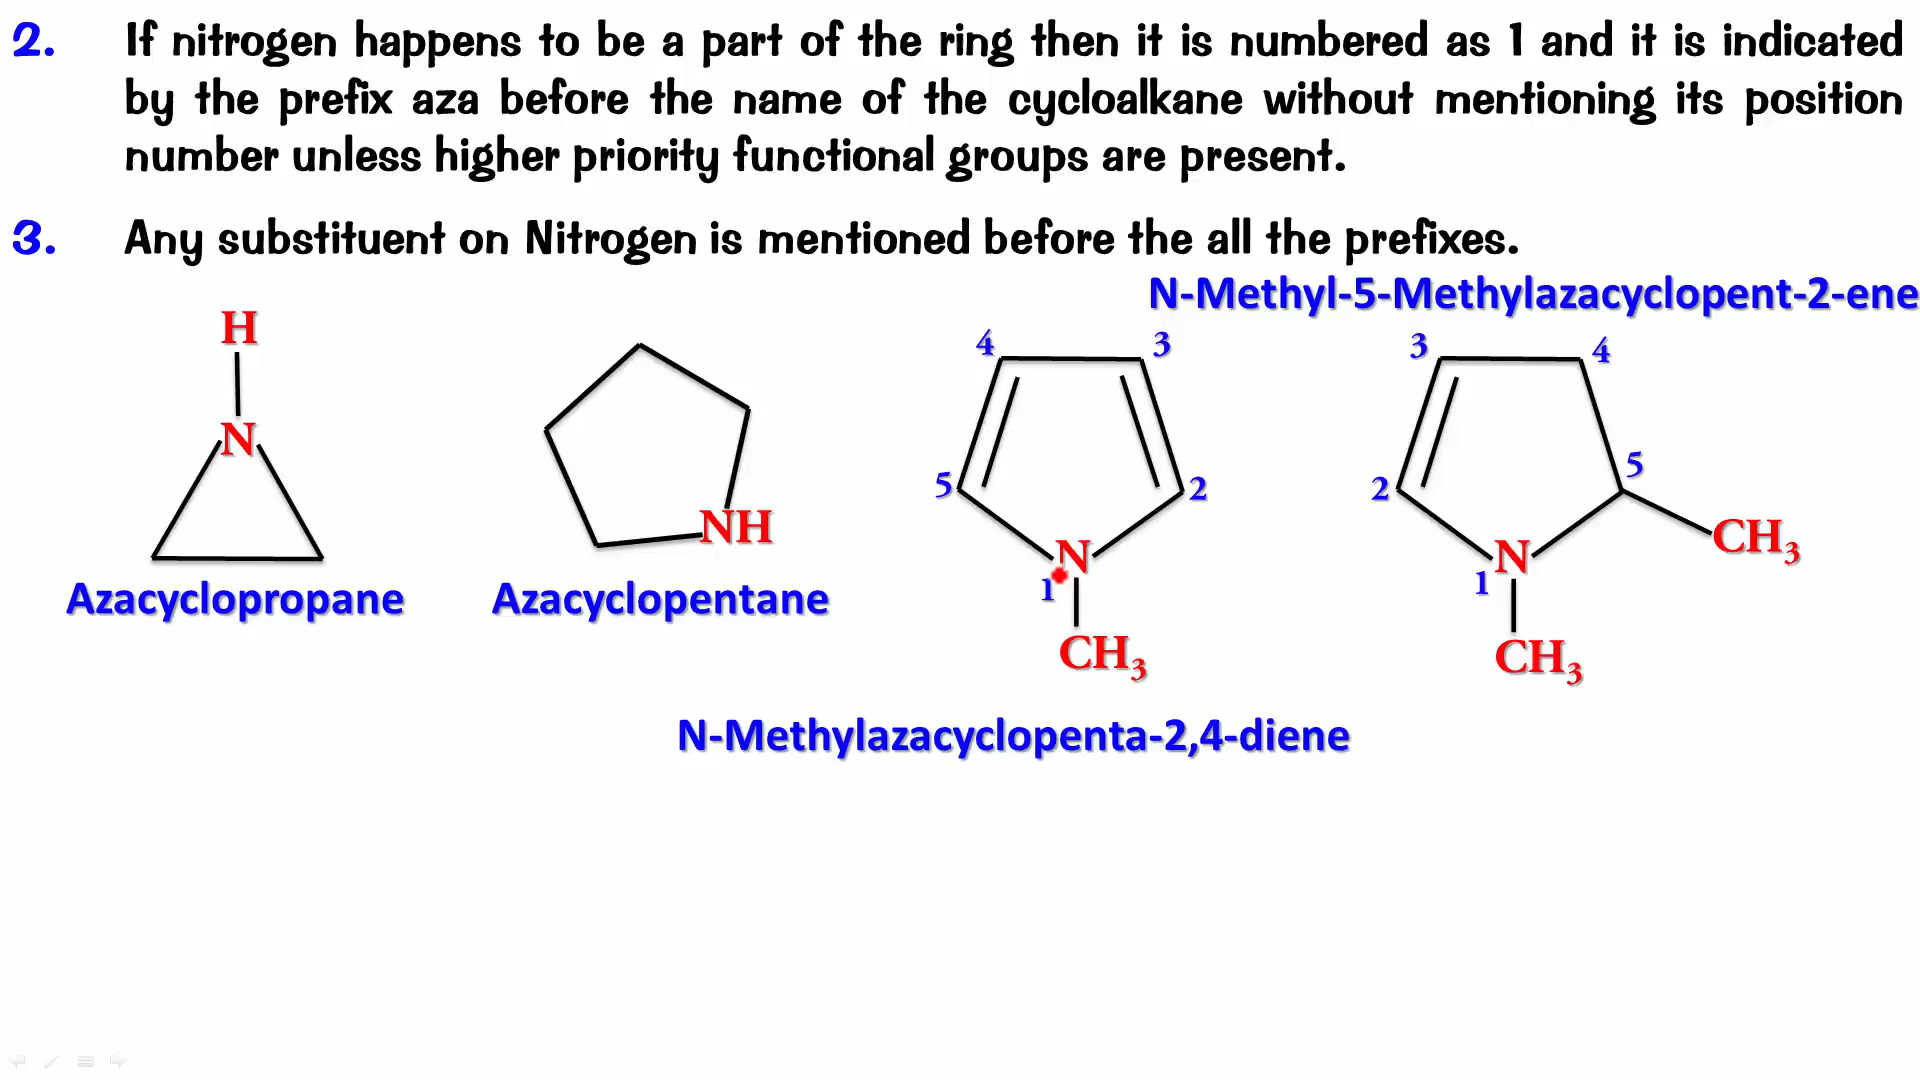 2. If nitrogen happens to be a part of the ring then it is numbered as 1 and it is indicated
by the prefix aza before the name of the cycloalkane without mentioning its position
number unless higher priority functional groups are present.
3. Any substituent on Nitrogen is mentioned before the all the prefixes.
N-Methyl-5-Methylazacyclopent-2-ene
H
N
Azacyclopropane
NH
Azacyclopentane
4 3
5 2
N
1
CH₃
N-Methylazacyclopenta-2,4-diene
3 4
5
2
CH₃
N
1
CH₃